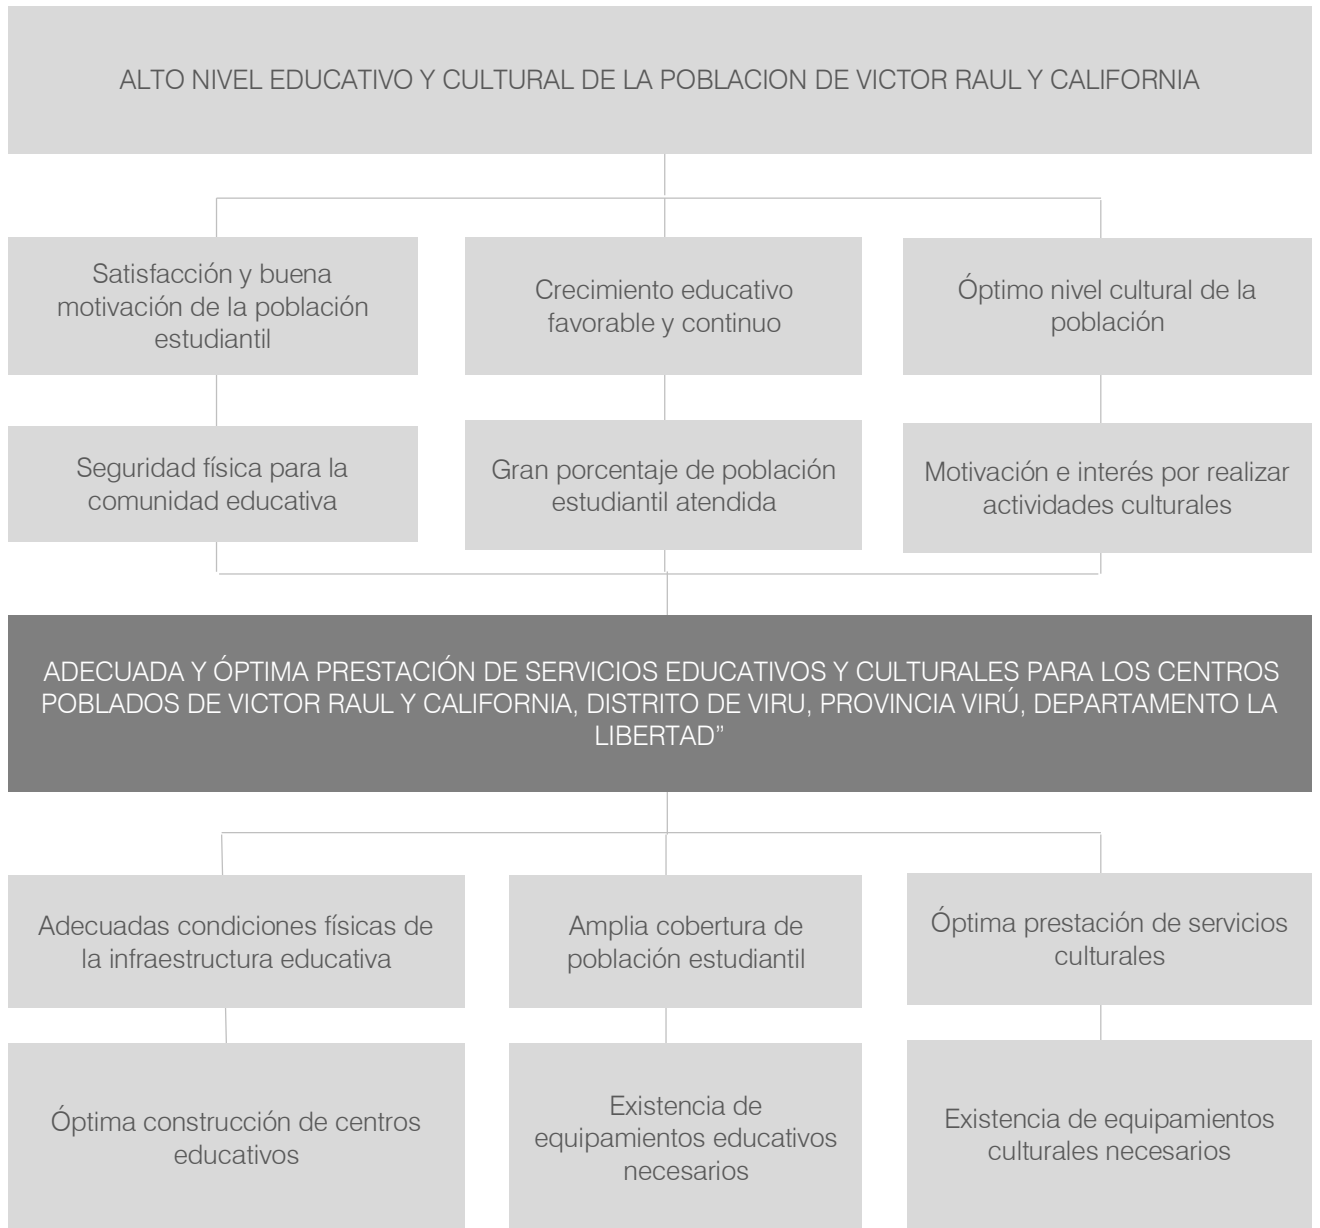 ALTO NIVEL EDUCATIVO Y CULTURAL DE LA POBLACION DE VICTOR RAUL Y CALIFORNIA
Satisfacción y buena
motivación de la población
estudiantil
Crecimiento educativo
favorable y continuo
Óptimo nivel cultural de la
población
Seguridad física para la
comunidad educativa
Gran porcentaje de población
estudiantil atendida
Motivación e interés por realizar
actividades culturales
ADECUADA Y ÓPTIMA PRESTACIÓN DE SERVICIOS EDUCATIVOS Y CULTURALES PARA LOS CENTROS
POBLADOS DE VICTOR RAUL Y CALIFORNIA, DISTRITO DE VIRU, PROVINCIA VIRÚ, DEPARTAMENTO LA
LIBERTAD”
Adecuadas condiciones físicas de
la infraestructura educativa
Amplia cobertura de
población estudiantil
Óptima prestación de servicios
culturales
Óptima construcción de centros
educativos
Existencia de
equipamientos educativos
necesarios
Existencia de equipamientos
culturales necesarios